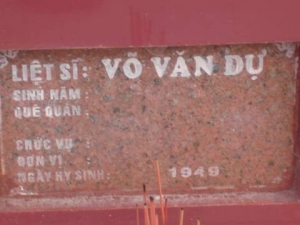 LIỆT SĨ: VÕ VĂN DỰ
SINH NĂM:
QUÊ QUÁN:
CHỨC VỤ:
ĐƠN VỊ:
NGÀY HY SINH: 1949